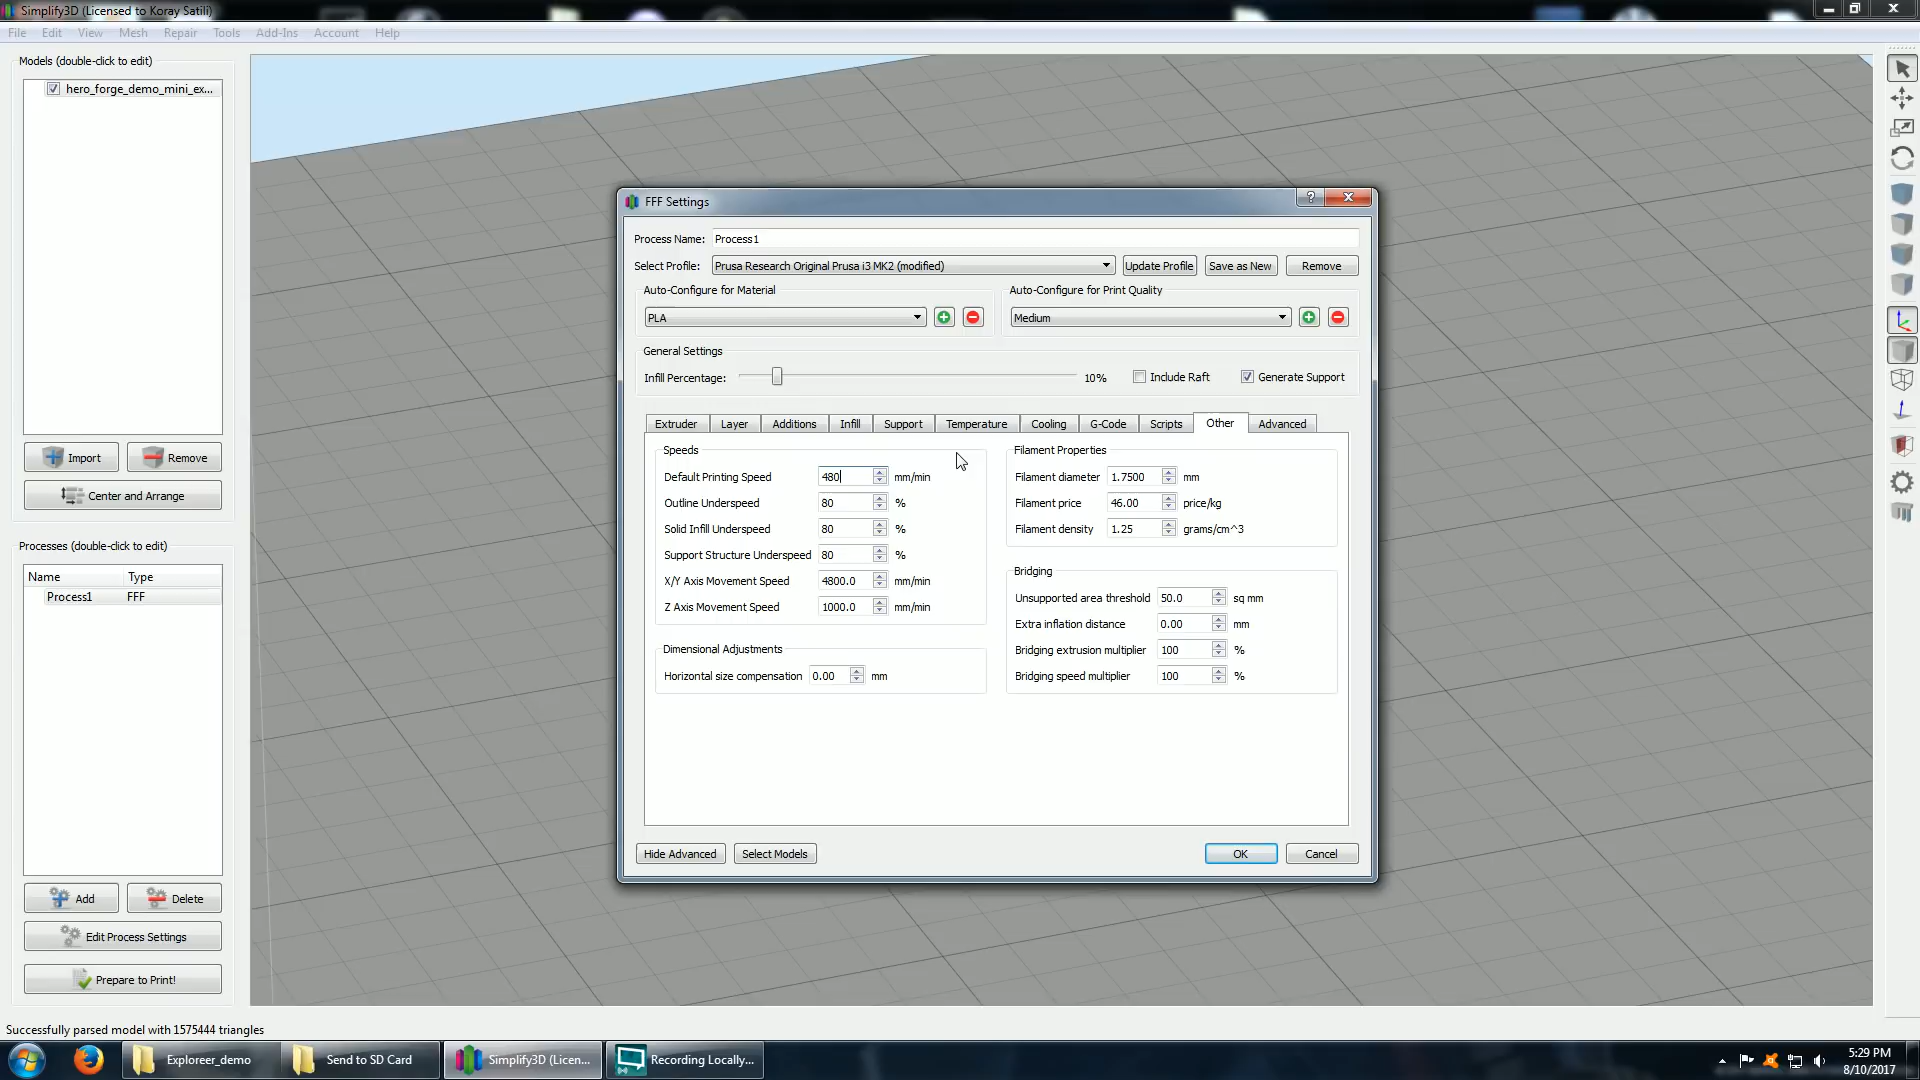 Simplify3D (Licensed to Koray Satili)
File Edit View Mesh Repair Tools Add-Ins Account Help
Models (double-click to edit)
hero_forge_demo_mini_ex...
Import Remove
Center and Arrange
Processes (double-click to edit)
Name Type
Process1 FFF
Add Delete
Edit Process Settings
Prepare to Print!
Successfully parsed model with 1575444 triangles
FFF Settings
?
Process Name: Process1
Select Profile: Prusa Research Original Prusa i3 MK2 (modified) Update Profile Save as New Remove
Auto-Configure for Material Auto-Configure for Print Quality
PLA Medium
General Settings
Infill Percentage: 10% Include Raft Generate Support
Extruder Layer Additions Infill Support Temperature Cooling G-Code Scripts Other Advanced
Speeds
Default Printing Speed 480 mm/min
Outline Underspeed 80 %
Solid Infill Underspeed 80 %
Support Structure Underspeed 80 %
X/Y Axis Movement Speed 4800.0 mm/min
Z Axis Movement Speed 1000.0 mm/min
Dimensional Adjustments
Horizontal size compensation 0.00 mm
Filament Properties
Filament diameter 1.7500 mm
Filament price 46.00 price/kg
Filament density 1.25 grams/cm^3
Bridging
Unsupported area threshold 50.0 sq mm
Extra inflation distance 0.00 mm
Bridging extrusion multiplier 100 %
Bridging speed multiplier 100 %
Hide Advanced Select Models OK Cancel
Exploreer_demo Send to SD Card Simplify3D (Licen... Recording Locally...
5:29 PM
8/10/2017